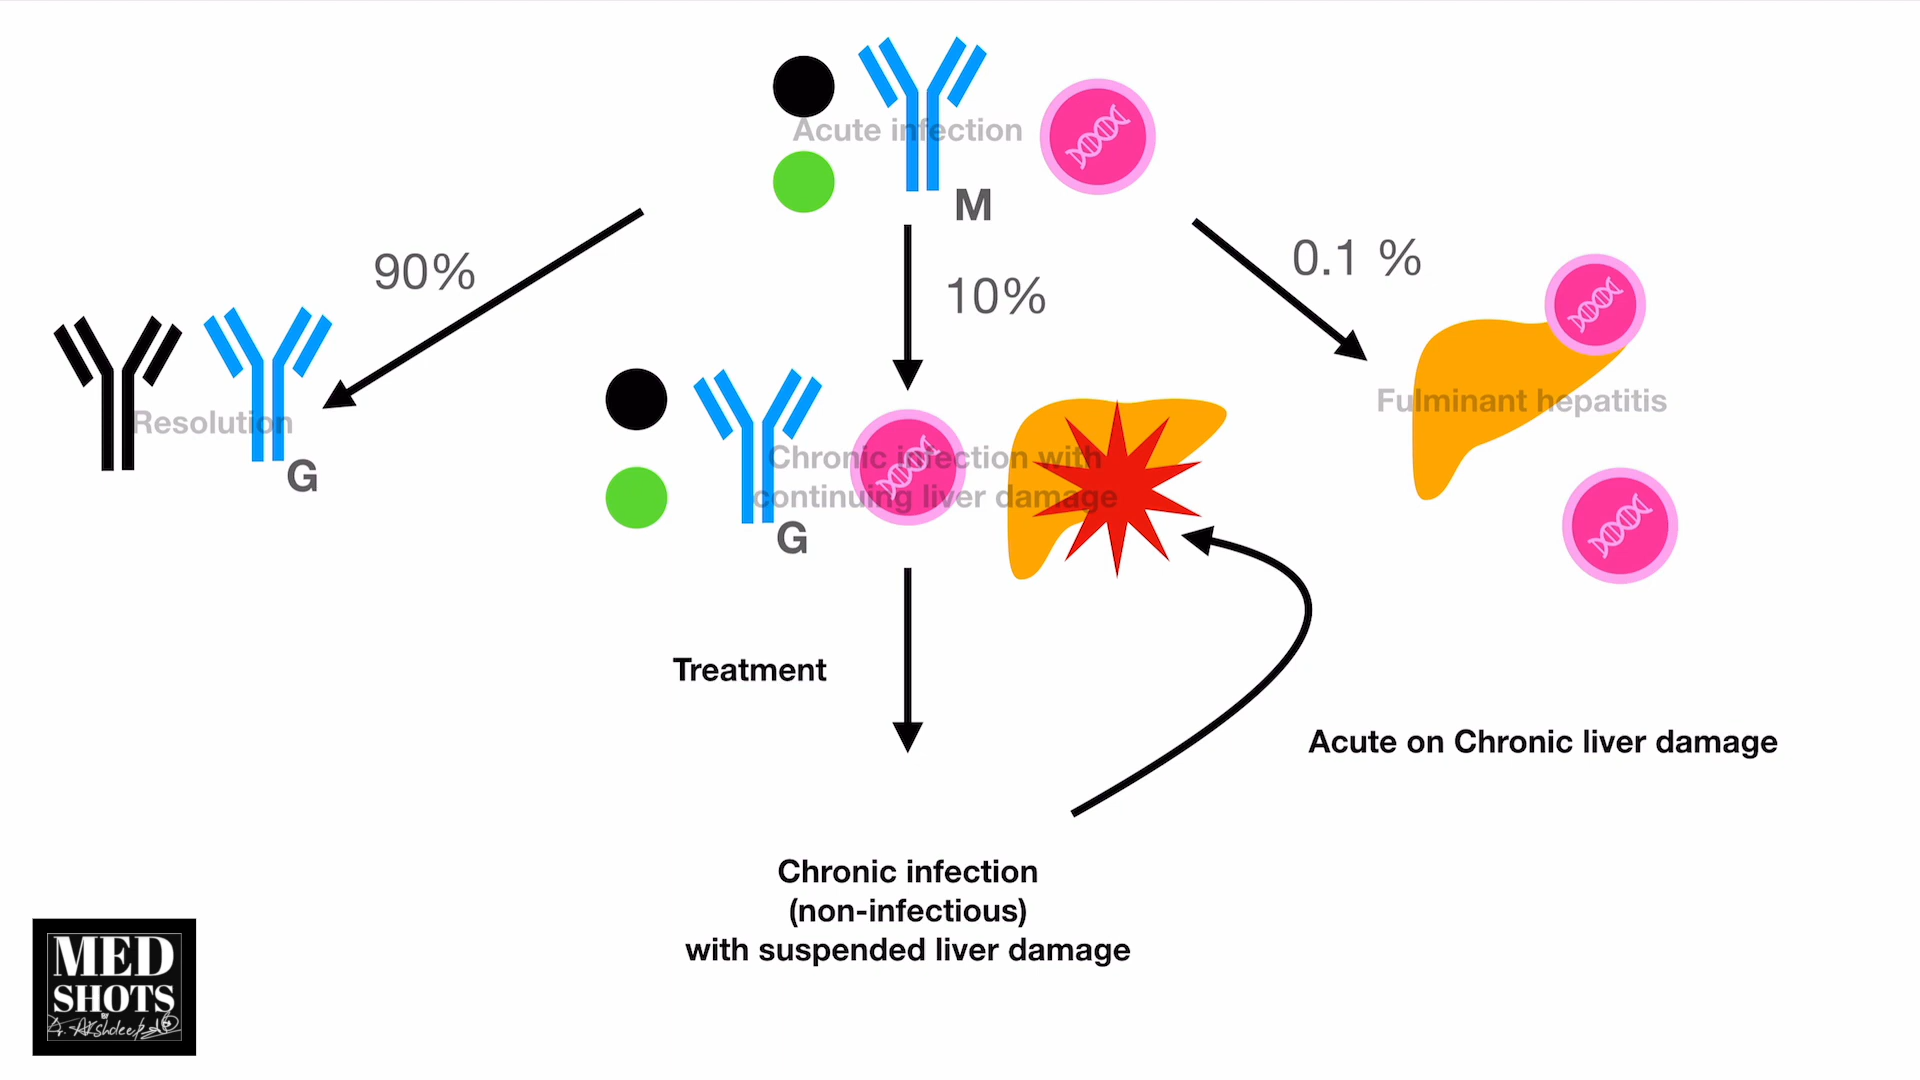 Acute infection
M
90%
10%
0.1 %
Resolution
G
Chronic infection with
continuing liver damage
G
Fulminant hepatitis
Treatment
Acute on Chronic liver damage
Chronic infection
(non-infectious)
with suspended liver damage
MED
SHOTS
BY